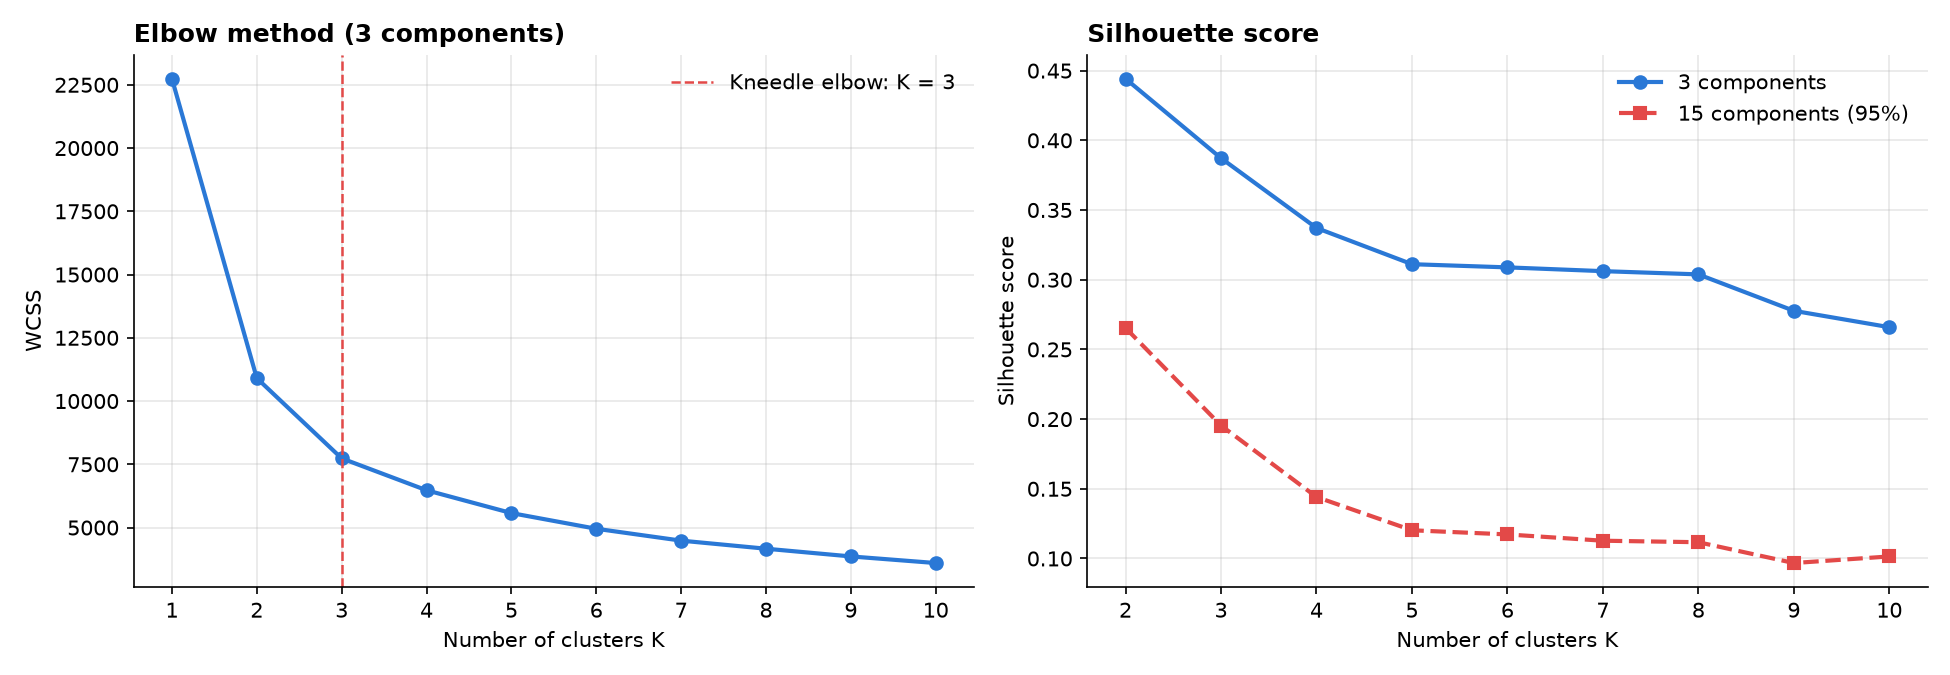 Elbow method (3 components)
Kneedle elbow: K = 3
WCSS
22500
20000
17500
15000
12500
10000
7500
5000
1 2 3 4 5 6 7 8 9 10
Number of clusters K
Silhouette score
3 components
15 components (95%)
Silhouette score
0.45
0.40
0.35
0.30
0.25
0.20
0.15
0.10
2 3 4 5 6 7 8 9 10
Number of clusters K